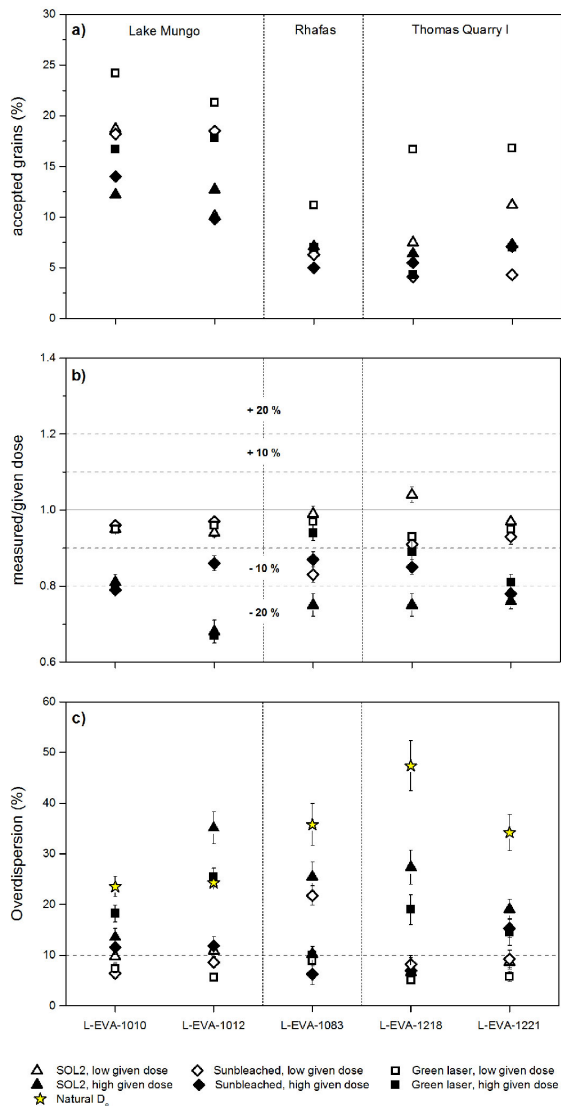 a)
Lake Mungo
Rhafas
Thomas Quarry I
accepted grains (%)
30
25
20
15
10
5
0
b)
measured/given dose
1.4
1.2
1.0
0.8
0.6
+ 20 %
+ 10 %
- 10 %
- 20 %
c)
Overdispersion (%)
60
50
40
30
20
10
0
L-EVA-1010 L-EVA-1012 L-EVA-1083 L-EVA-1218 L-EVA-1221
SOL2, low given dose Sunbleached, low given dose Green laser, low given dose
SOL2, high given dose Sunbleached, high given dose Green laser, high given dose
Natural De